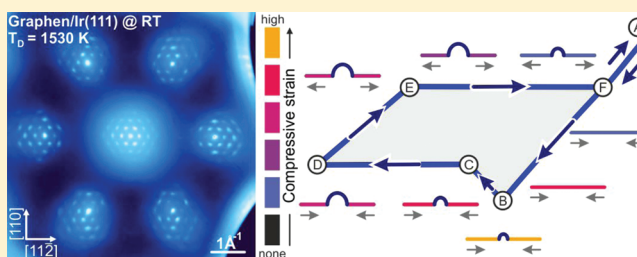 Graphen/Ir(111) @ RT
T_D = 1530 K
[110]
[112̄]
1Å⁻¹
high
Compressive strain
none
A
E
F
D
C
B